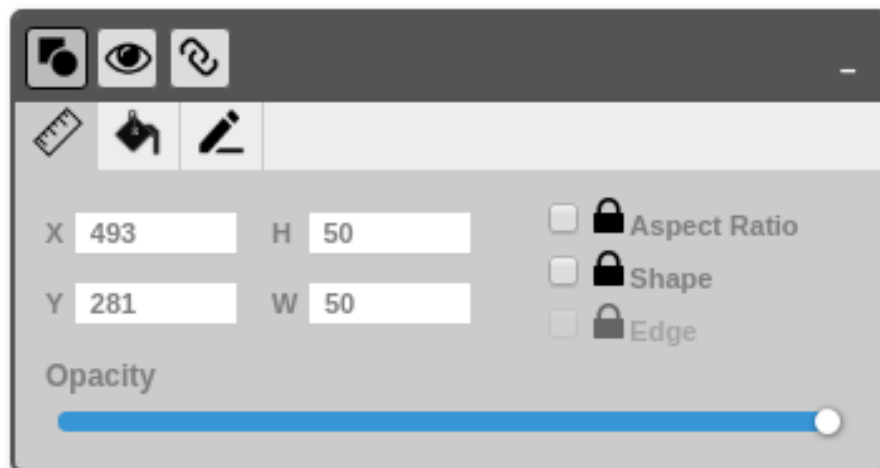 X 493 H 50 Aspect Ratio
Shape
Y 281 W 50
Edge
Opacity